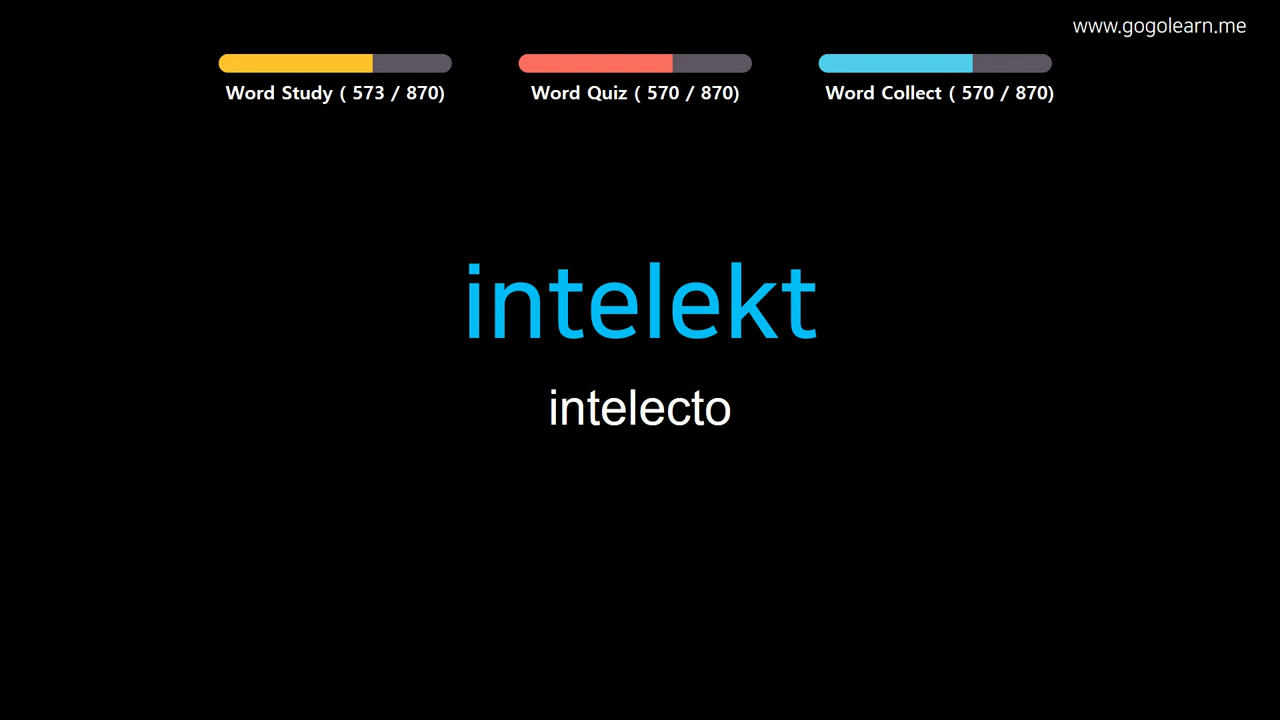 www.gogolearn.me
Word Study ( 573 / 870)
Word Quiz ( 570 / 870)
Word Collect ( 570 / 870)
intelekt
intelecto